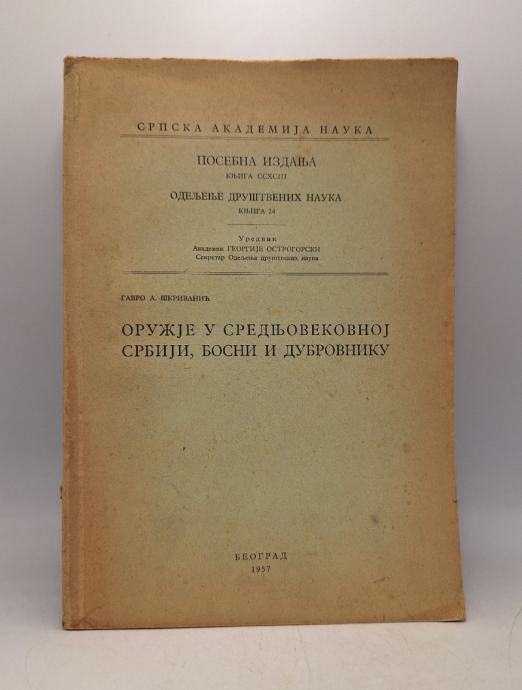 СРПСКА АКАДЕМИЈА НАУКА
ПОСЕБНА ИЗДАЊА
КЊИГА CCXCIII
ОДЕЉЕЊЕ ДРУШТВЕНИХ НАУКА
КЊИГА 24
Уредник
Академик ГЕОРГИЈЕ ОСТРОГОРСКИ
Секретар Одељења друштвених наука
ГАВРО А. ШКРИВАНИЋ
ОРУЖЈЕ У СРЕДЊОВЕКОВНОЈ
СРБИЈИ, БОСНИ И ДУБРОВНИКУ
БЕОГРАД
1957